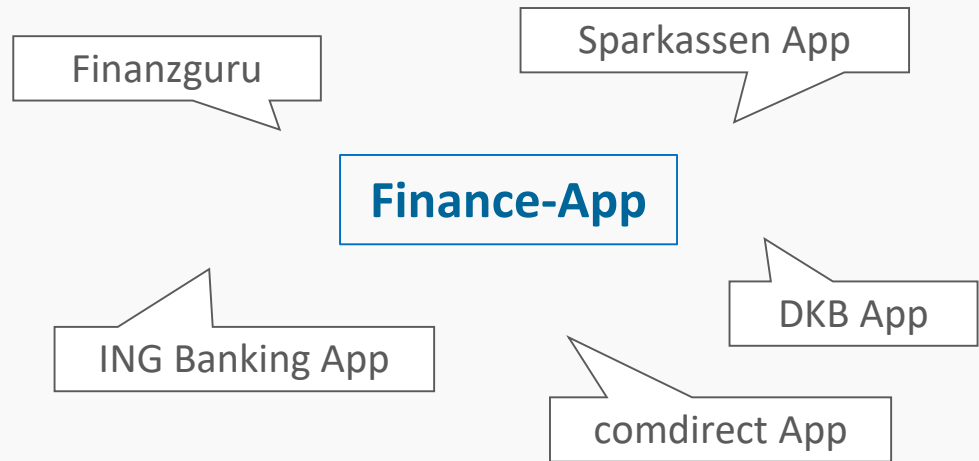 Sparkassen App
Finanzguru
Finance-App
DKB App
ING Banking App
comdirect App